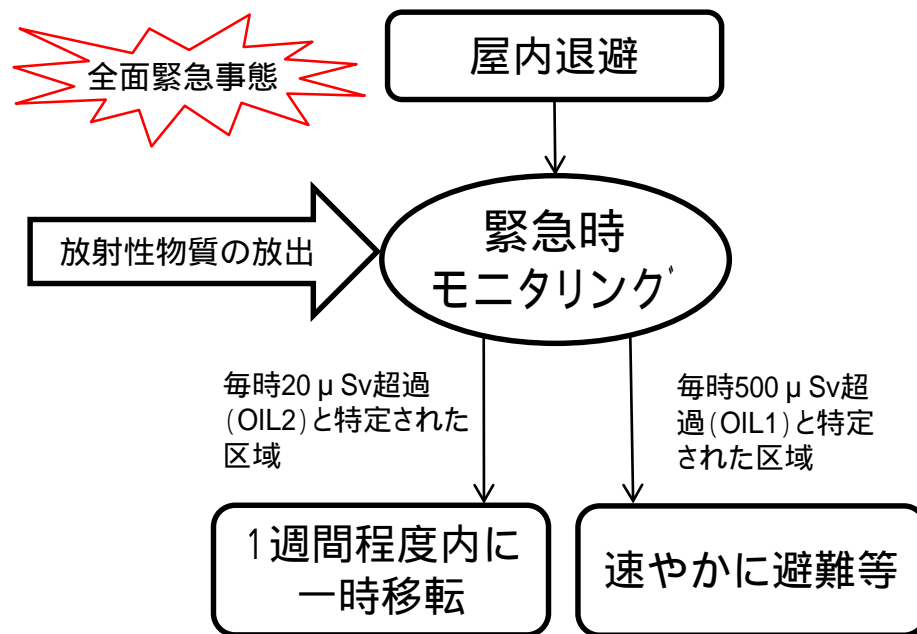 全面緊急事態
屋内退避
放射性物質の放出
緊急時
モニタリング
毎時20μSv超過
(OIL2)と特定された
区域
毎時500μSv超
過(OIL1)と特定
された区域
1週間程度内に
一時移転
速やかに避難等